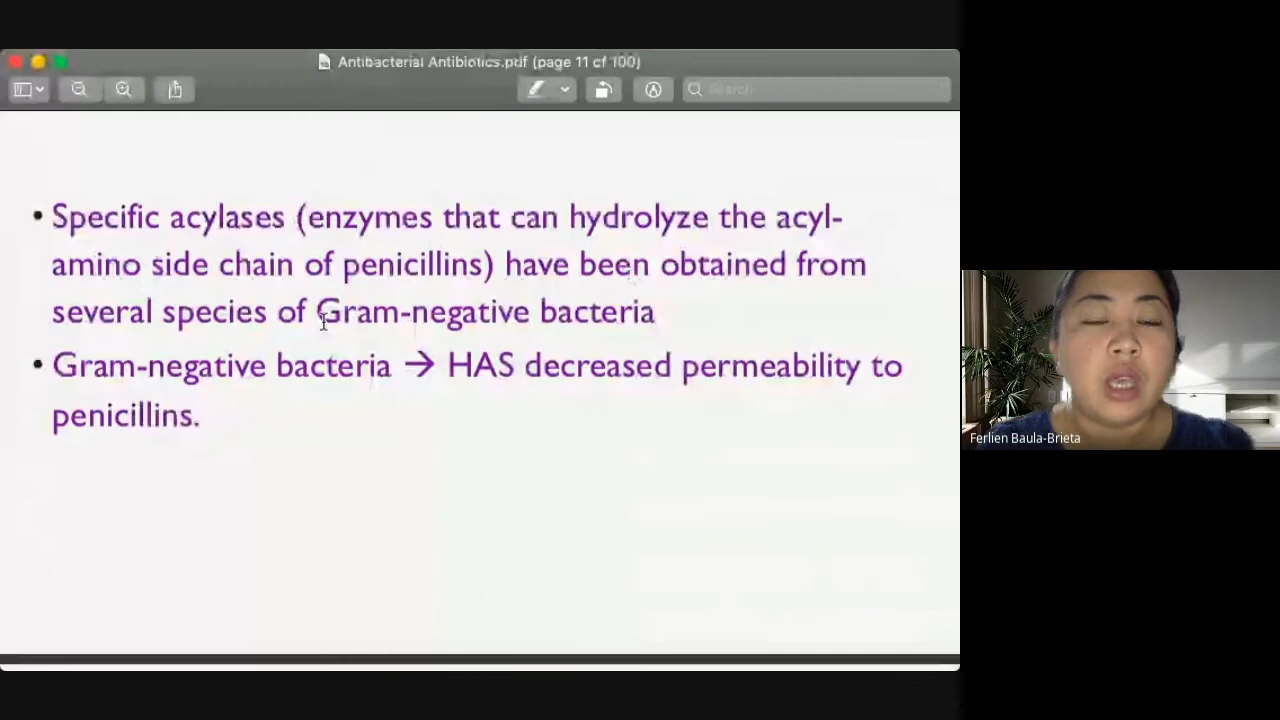 Antibacterial Antibiotics.pdf (page 11 of 100)
Search
• Specific acylases (enzymes that can hydrolyze the acyl-
amino side chain of penicillins) have been obtained from
several species of Gram-negative bacteria
• Gram-negative bacteria → HAS decreased permeability to
penicillins.
Ferlien Baula-Brieta